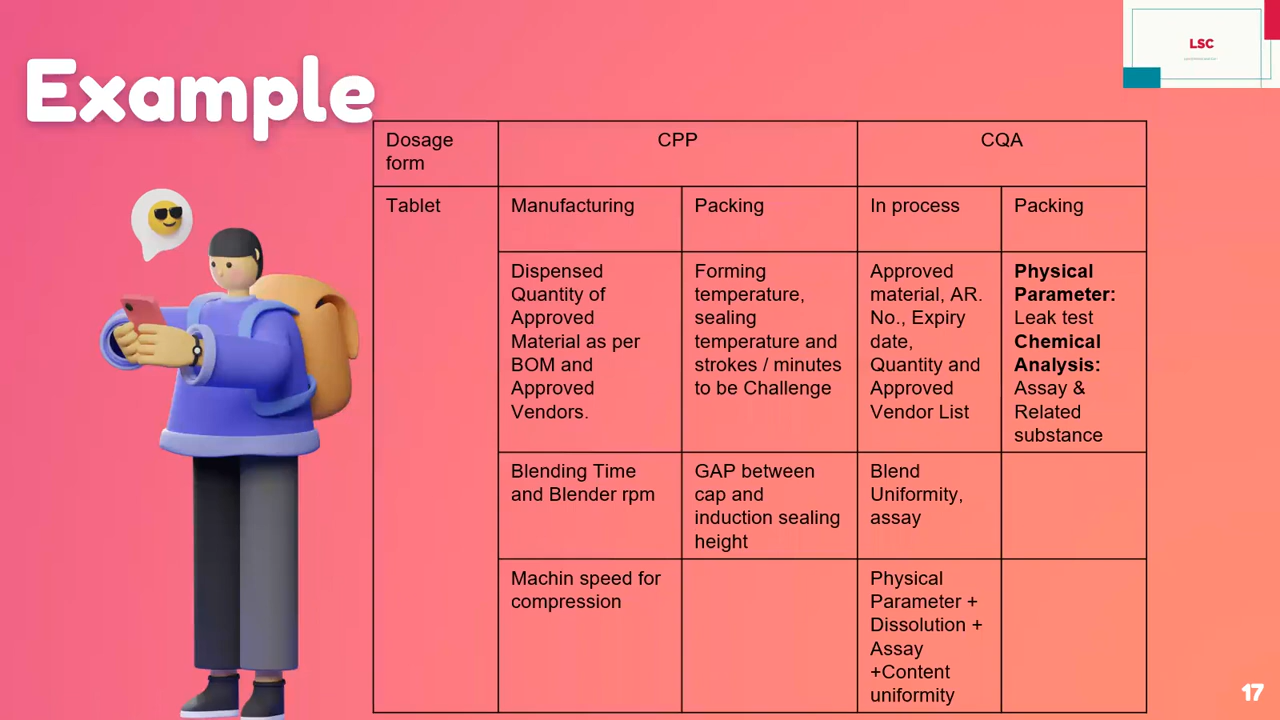 LSC
Example
Dosage
form
CPP
CQA
Tablet
Manufacturing
Packing
In process
Packing
Dispensed
Quantity of
Approved
Material as per
BOM and
Approved
Vendors.
Forming
temperature,
sealing
temperature and
strokes / minutes
to be Challenge
Approved
material, AR.
No., Expiry
date,
Quantity and
Approved
Vendor List
Physical
Parameter:
Leak test
Chemical
Analysis:
Assay &
Related
substance
Blending Time
and Blender rpm
GAP between
cap and
induction sealing
height
Blend
Uniformity,
assay
Machin speed for
compression
Physical
Parameter +
Dissolution +
Assay
+Content
uniformity
17